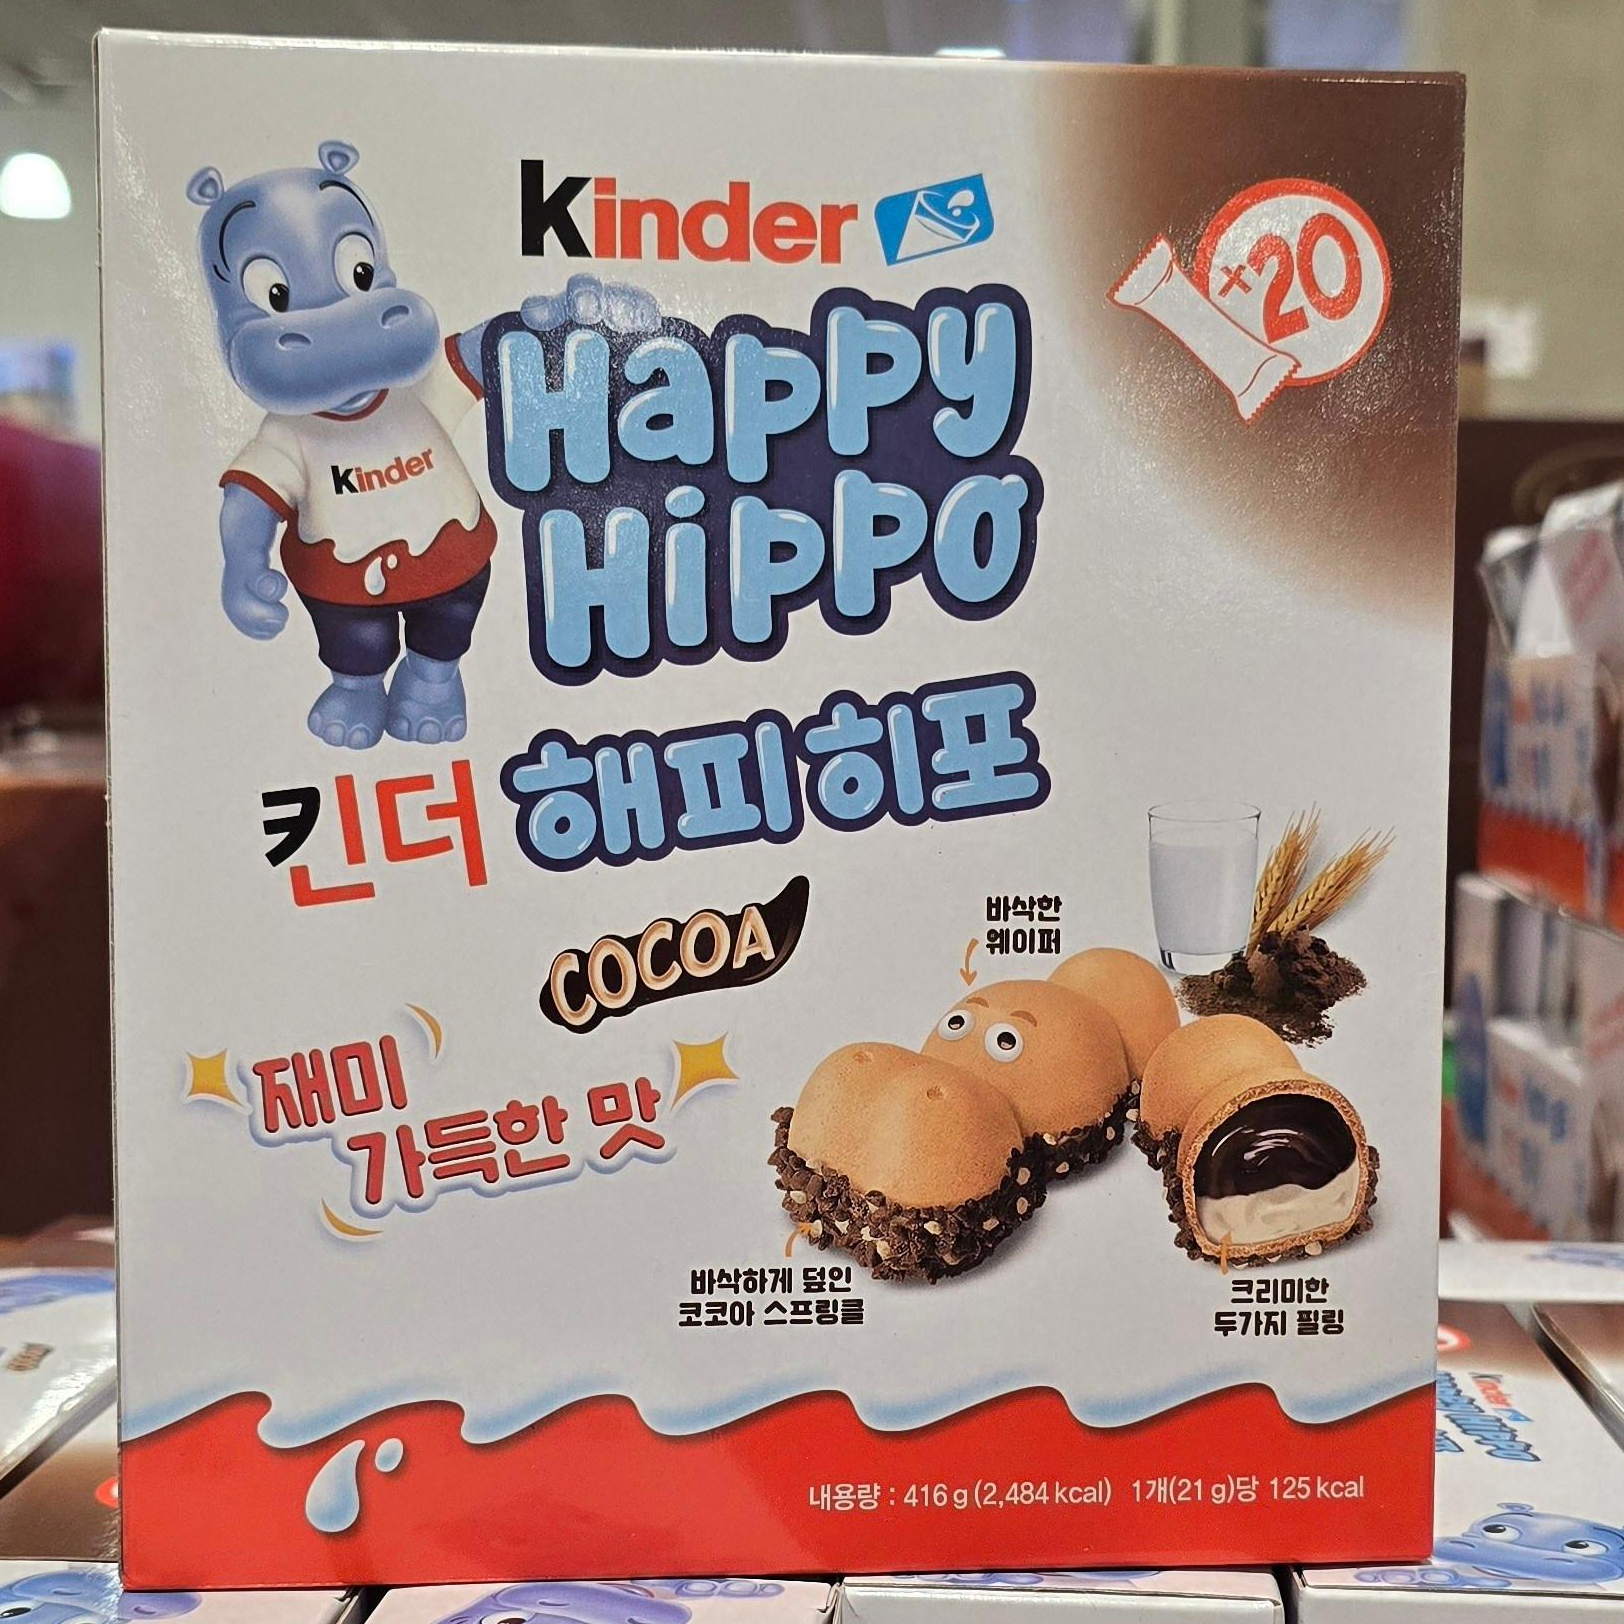 Kinder
×20
Happy
Hippo
Kinder
킨더 해피히포
COCOA
바삭한
웨이퍼
재미
가득한 맛
바삭하게 덮인
코코아 스프링클
크리미한
두가지 필링
내용량 : 416 g (2,484 kcal) 1개(21 g)당 125 kcal
Kinder